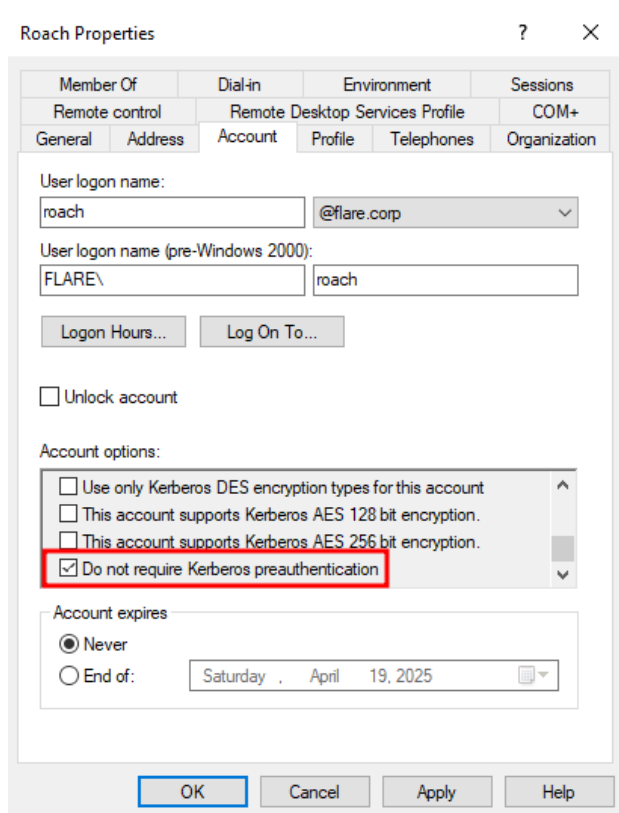 Roach Properties ? ×
Member Of Dial-in Environment Sessions
Remote control Remote Desktop Services Profile COM+
General Address Account Profile Telephones Organization
User logon name:
roach @flare.corp
User logon name (pre-Windows 2000):
FLARE\ roach
Logon Hours... Log On To...
Unlock account
Account options:
Use only Kerberos DES encryption types for this account
This account supports Kerberos AES 128 bit encryption.
This account supports Kerberos AES 256 bit encryption.
Do not require Kerberos preauthentication
Account expires
Never
End of: Saturday , April 19, 2025
OK Cancel Apply Help